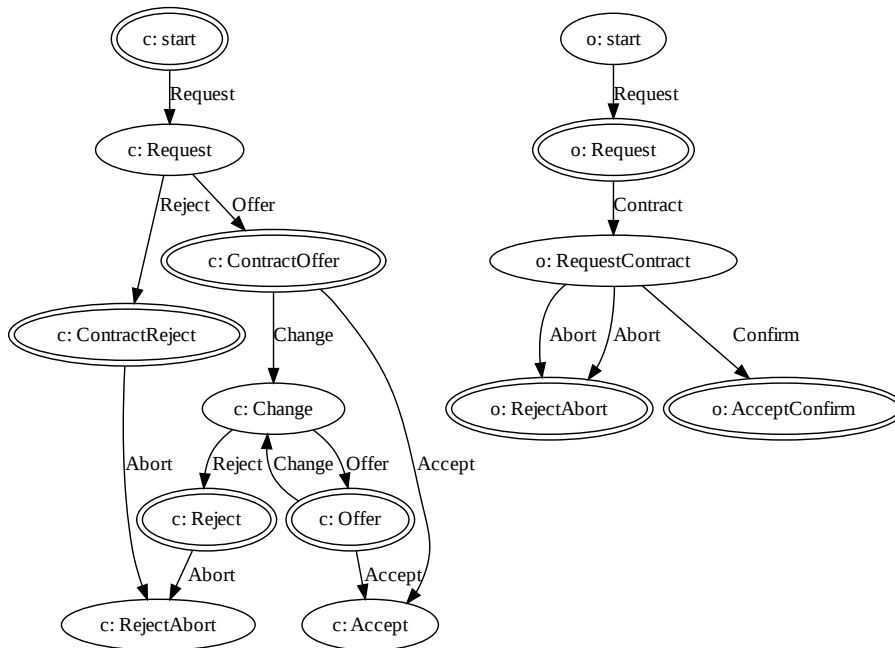 c: start
o: start
Request
Request
c: Request
o: Request
Reject
Offer
Contract
c: ContractOffer
o: RequestContract
c: ContractReject
Change
Abort
Abort
Confirm
c: Change
o: RejectAbort
o: AcceptConfirm
Abort
Reject
Change
Offer
Accept
c: Reject
c: Offer
Abort
Accept
c: RejectAbort
c: Accept